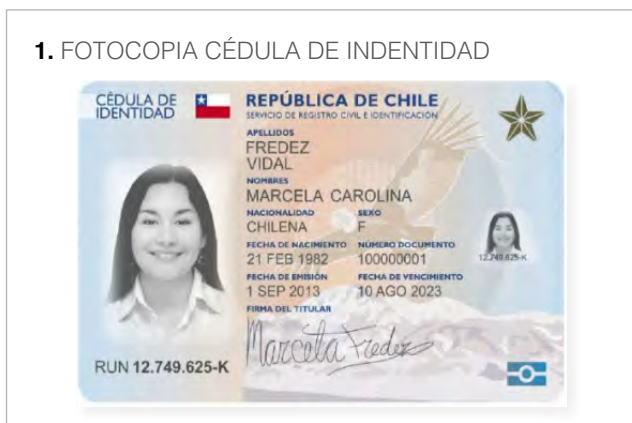 1. FOTOCOPIA CÉDULA DE INDENTIDAD
CÉDULA DE
IDENTIDAD
REPÚBLICA DE CHILE
SERVICIO DE REGISTRO CIVIL E IDENTIFICACIÓN
APELLIDOS
FREDEZ
VIDAL
NOMBRES
MARCELA CAROLINA
NACIONALIDAD SEXO
CHILENA F
FECHA DE NACIMIENTO NÚMERO DOCUMENTO
21 FEB 1982 100000001
12.749.625-K
FECHA DE EMISIÓN FECHA DE VENCIMIENTO
1 SEP 2013 10 AGO 2023
FIRMA DEL TITULAR
Marcela Fredez
RUN 12.749.625-K